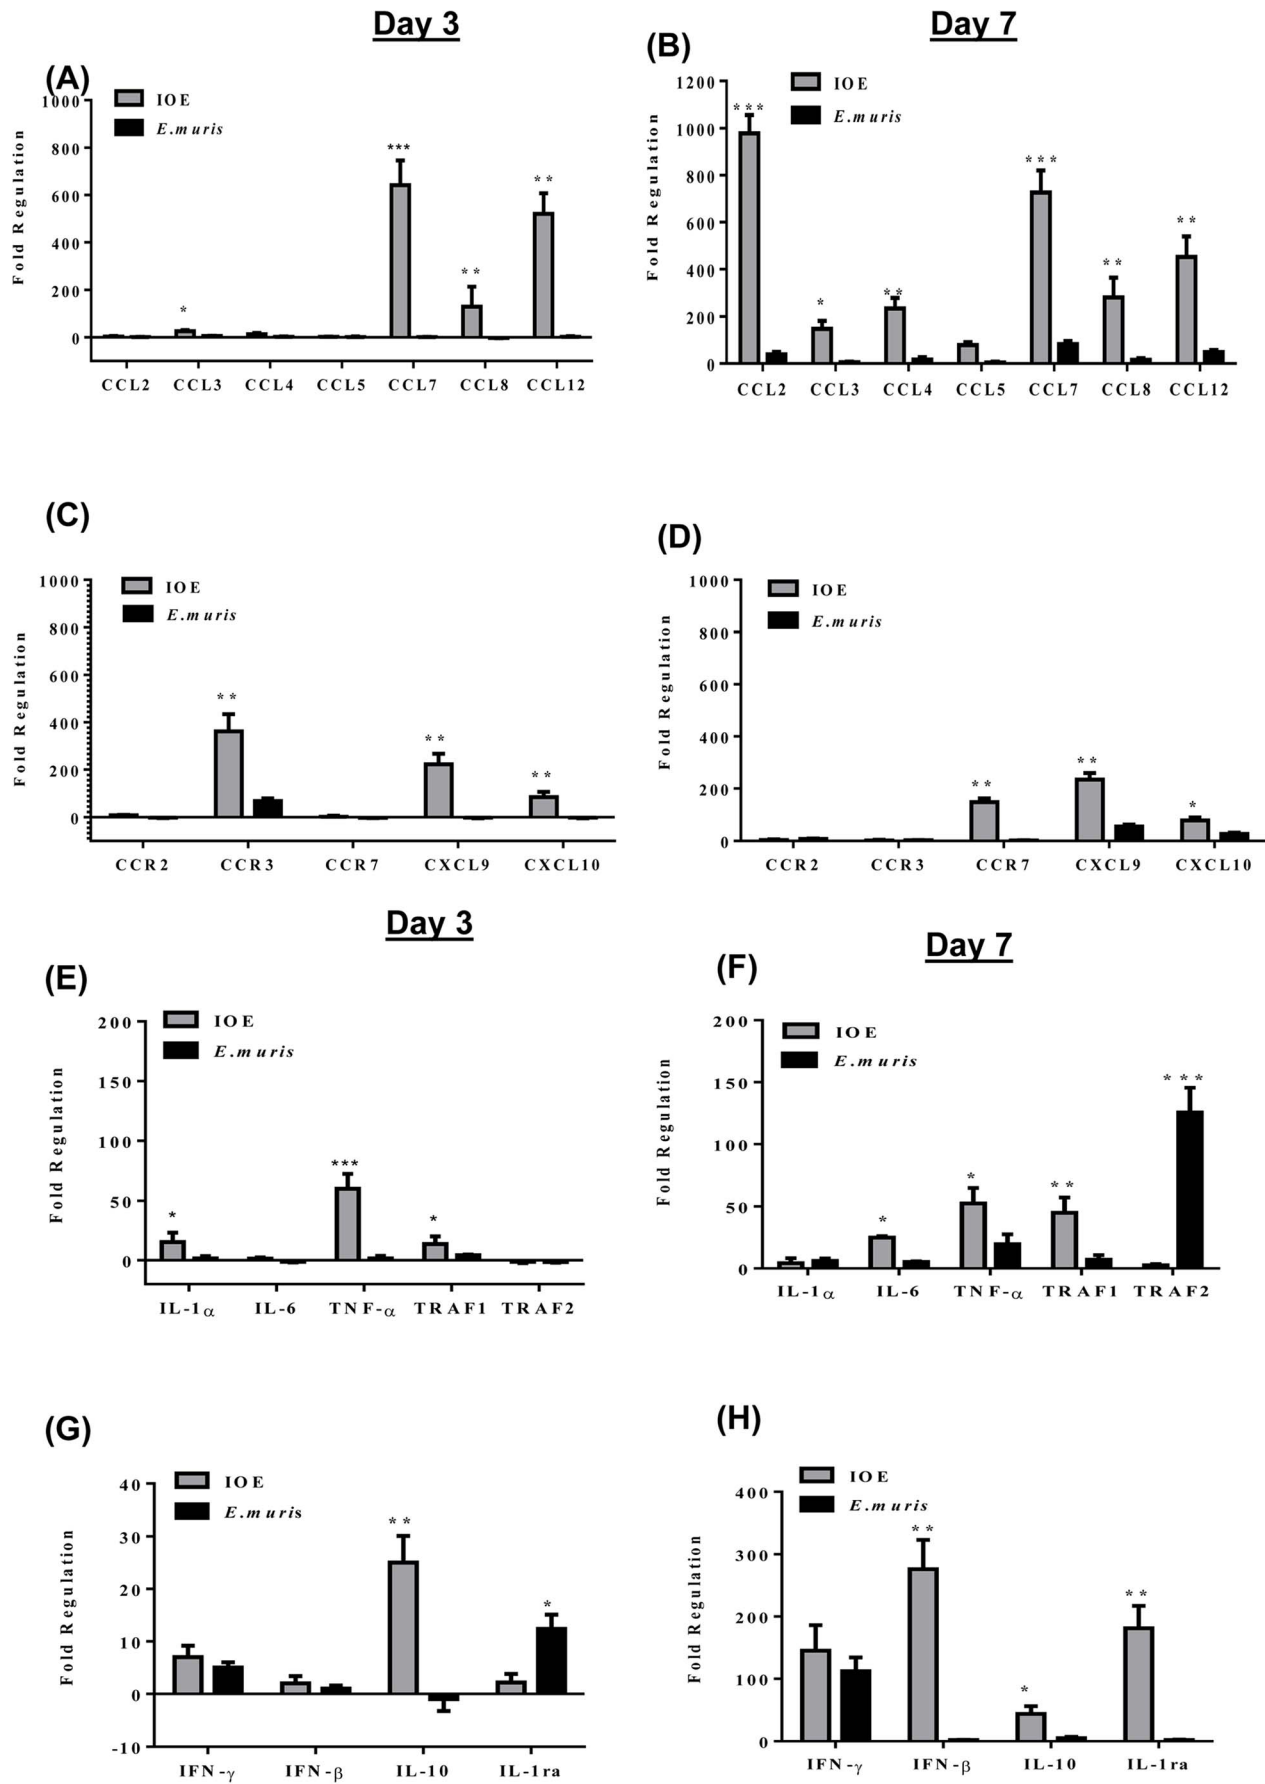 Day 3
Day 7
(A)
IOE
E.muris
Fold Regulation
1000
800
600
400
200
0
*
***
**
**
CCL2 CCL3 CCL4 CCL5 CCL7 CCL8 CCL12
(B)
IOE
E.muris
Fold Regulation
1200
1000
800
600
400
200
0
***
*
**
***
**
**
CCL2 CCL3 CCL4 CCL5 CCL7 CCL8 CCL12
(C)
IOE
E.muris
Fold Regulation
1000
800
600
400
200
0
**
**
**
CCR2 CCR3 CCR7 CXCL9 CXCL10
(D)
IOE
E.muris
Fold Regulation
1000
800
600
400
200
0
**
**
*
CCR2 CCR3 CCR7 CXCL9 CXCL10
Day 3
Day 7
(E)
IOE
E.muris
Fold Regulation
200
150
100
50
0
*
***
*
IL-1α IL-6 TNF-α TRAF1 TRAF2
(F)
IOE
E.muris
Fold Regulation
200
150
100
50
0
*
*
**
***
IL-1α IL-6 TNF-α TRAF1 TRAF2
(G)
IOE
E.muris
Fold Regulation
40
30
20
10
0
-10
**
*
IFN-γ IFN-β IL-10 IL-1ra
(H)
IOE
E.muris
Fold Regulation
400
300
200
100
0
**
*
**
IFN-γ IFN-β IL-10 IL-1ra